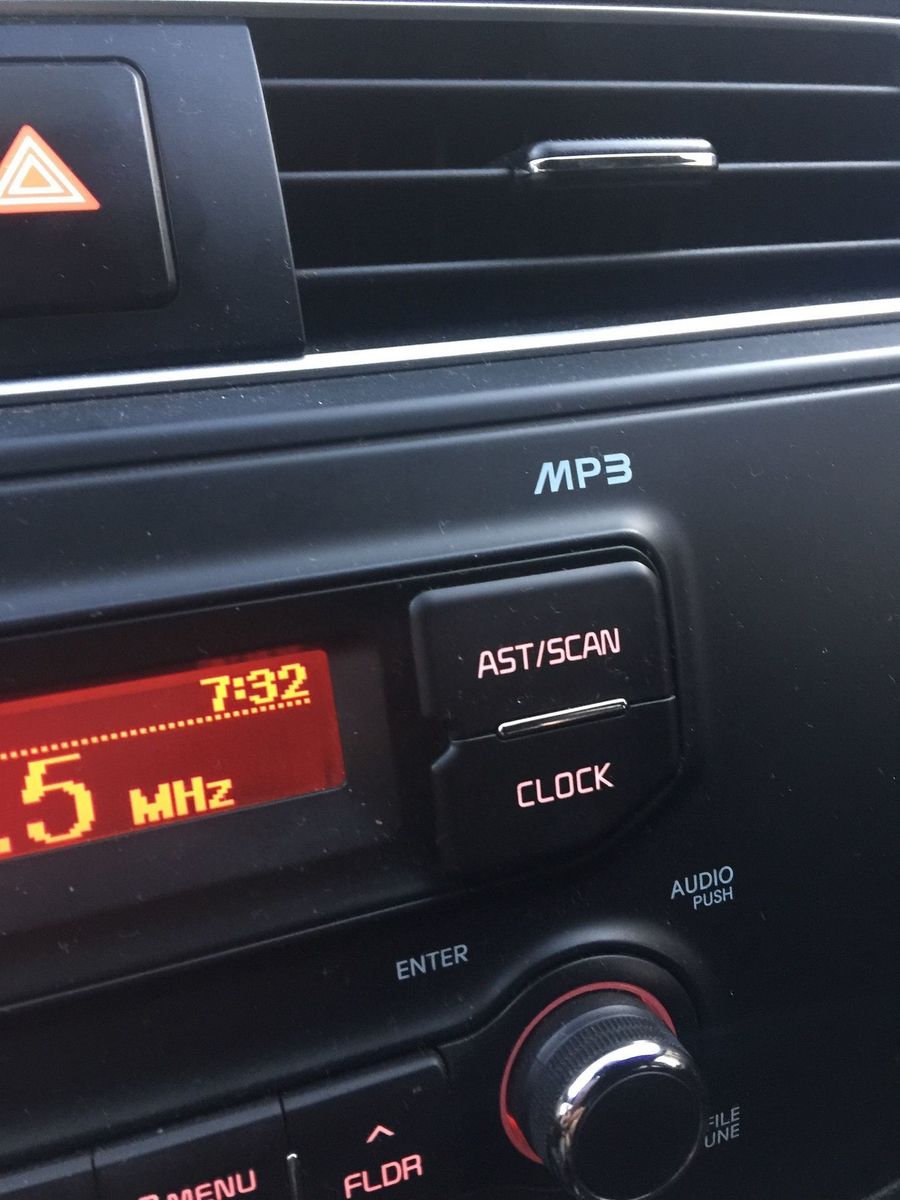 MP3
AST/SCAN
7:32
.5 MHz
CLOCK
AUDIO
PUSH
ENTER
FILE
UNE
MENU
FLDR